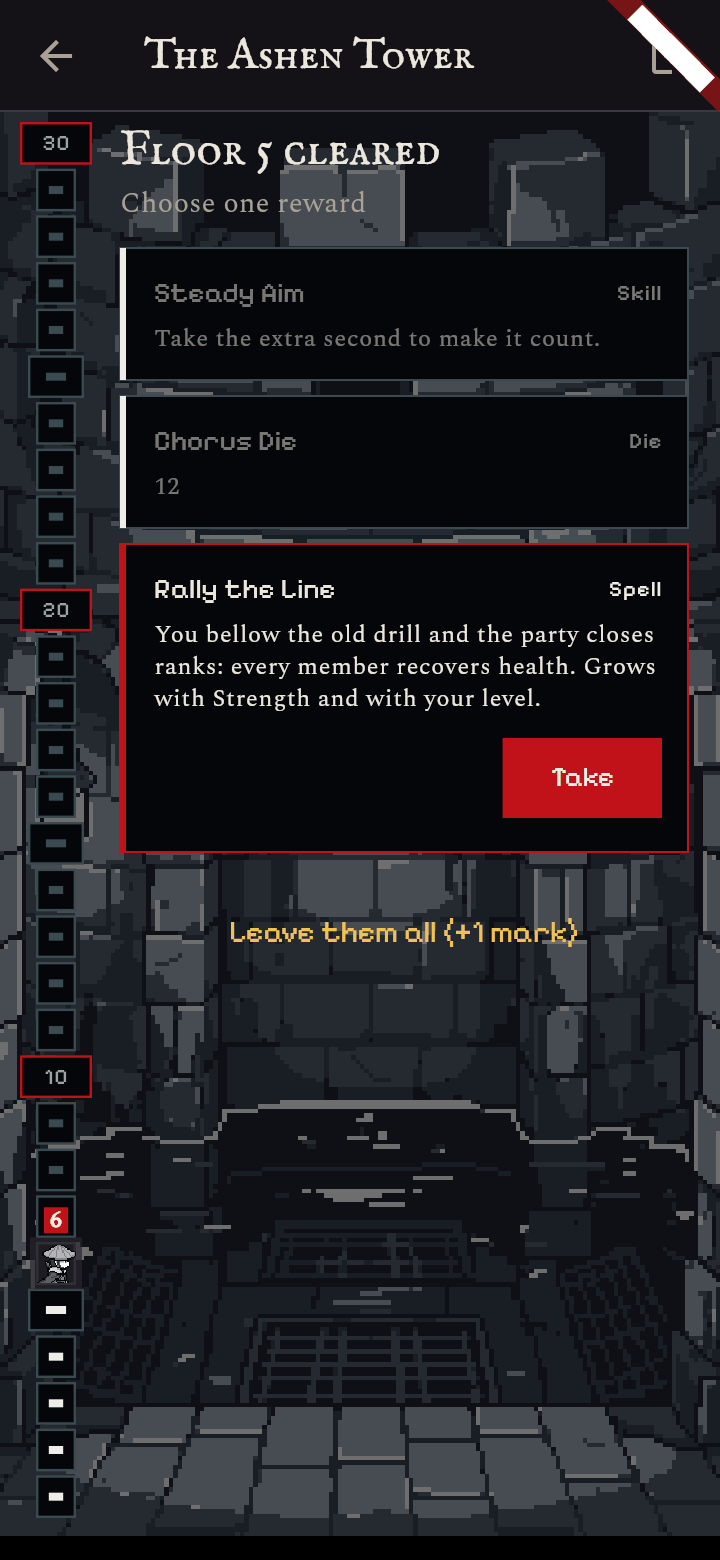 The Ashen Tower
30
Floor 5 cleared
Choose one reward
Steady Aim
Skill
Take the extra second to make it count.
Chorus Die
Die
12
Rally the Line
Spell
You bellow the old drill and the party closes
ranks: every member recovers health. Grows
with Strength and with your level.
Take
20
Leave them all (+1 mark)
10
6